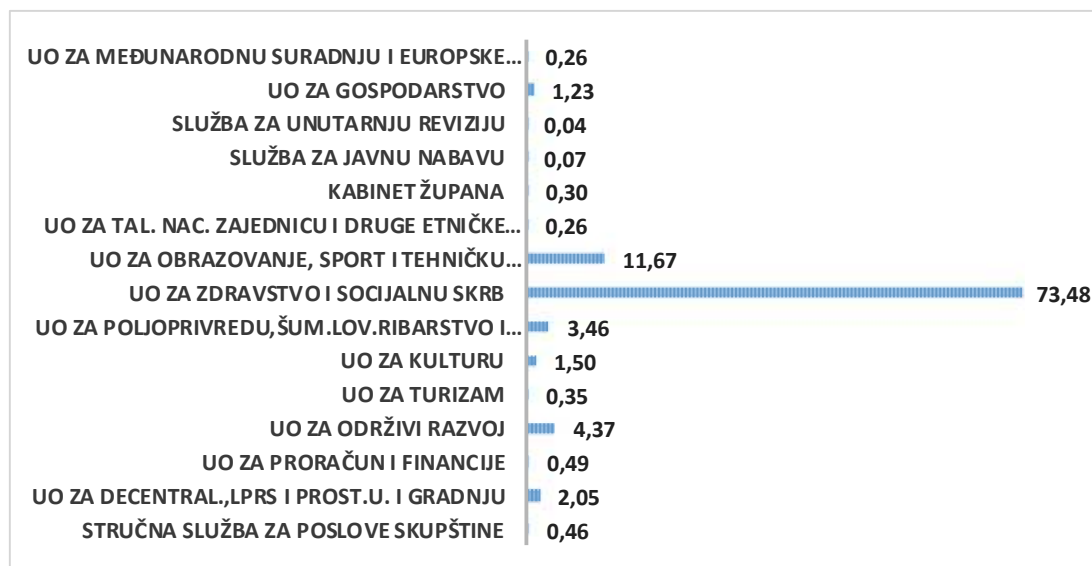 UO ZA MEĐUNARODNU SURADNJU I EUROPSKE... 0,26
UO ZA GOSPODARSTVO 1,23
SLUŽBA ZA UNUTARNJU REVIZIJU 0,04
SLUŽBA ZA JAVNU NABAVU 0,07
KABINET ŽUPANA 0,30
UO ZA TAL. NAC. ZAJEDNICU I DRUGE ETNIČKE... 0,26
UO ZA OBRAZOVANJE, SPORT I TEHNIČKU... 11,67
UO ZA ZDRAVSTVO I SOCIJALNU SKRB 73,48
UO ZA POLJOPRIVREDU,ŠUM.LOV.RIBARSTVO I... 3,46
UO ZA KULTURU 1,50
UO ZA TURIZAM 0,35
UO ZA ODRŽIVI RAZVOJ 4,37
UO ZA PRORAČUN I FINANCIJE 0,49
UO ZA DECENTRAL.,LPRS I PROST.U. I GRADNJU 2,05
STRUČNA SLUŽBA ZA POSLOVE SKUPŠTINE 0,46